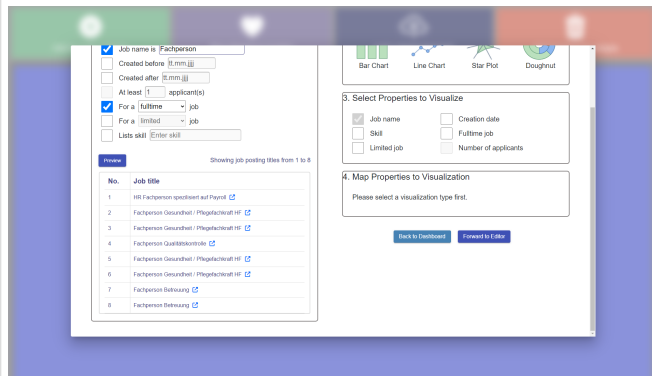 Job name is Fachperson
Created before tt.mm.jjjj
Created after tt.mm.jjjj
At least 1 applicant(s)
For a fulltime job
For a limited job
Lists skill Enter skill
Preview
Showing job posting titles from 1 to 8
No. Job title
1 HR Fachperson spezilisiert auf Payroll
2 Fachperson Gesundheit / Pflegefachkraft HF
3 Fachperson Gesundheit / Pflegefachkraft HF
4 Fachperson Qualitätskontrolle
5 Fachperson Gesundheit / Pflegefachkraft HF
6 Fachperson Gesundheit / Pflegefachkraft HF
7 Fachperson Betreuung
8 Fachperson Betreuung
Bar Chart Line Chart Star Plot Doughnut
3. Select Properties to Visualize
Job name Creation date
Skill Fulltime job
Limited job Number of applicants
4. Map Properties to Visualization
Please select a visualization type first.
Back to Dashboard Forward to Editor